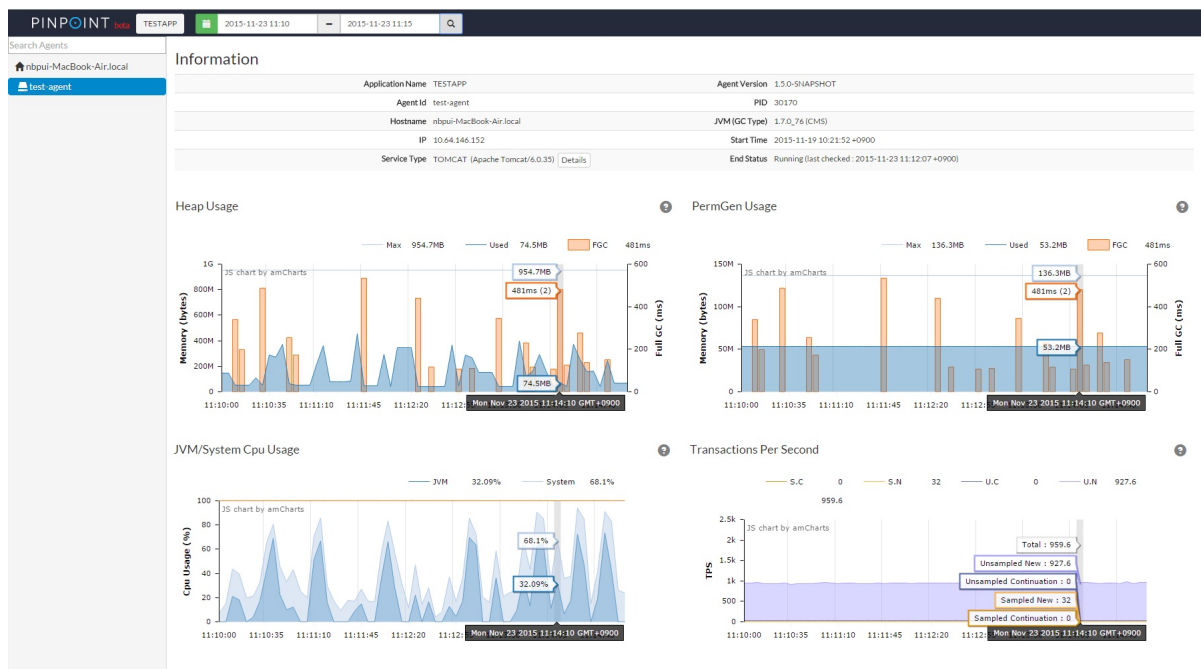 PINPOINT beta TESTAPP 2015-11-23 11:10 – 2015-11-23 11:15
Search Agents
nbpui-MacBook-Air.local
test-agent
Information
Application Name TESTAPP Agent Version 1.5.0-SNAPSHOT
Agent Id test-agent PID 30170
Hostname nbpui-MacBook-Air.local JVM (GC Type) 1.7.0_76 (CMS)
IP 10.64.146.152 Start Time 2015-11-19 10:21:52 +0900
Service Type TOMCAT (Apache Tomcat/6.0.35) Details End Status Running (last checked : 2015-11-23 11:12:07 +0900)
Heap Usage
Max 954.7MB Used 74.5MB FGC 481ms
JS chart by amCharts
Memory (bytes)
1G
800M
600M
400M
200M
0
Full GC (ms)
600
400
200
0
954.7MB
481ms (2)
74.5MB
11:10:00 11:10:35 11:11:10 11:11:45 11:12:20 Mon Nov 23 2015 11:14:10 GMT+0900
PermGen Usage
Max 136.3MB Used 53.2MB FGC 481ms
JS chart by amCharts
Memory (bytes)
150M
100M
50M
0
Full GC (ms)
600
400
200
0
136.3MB
481ms (2)
53.2MB
11:10:00 11:10:35 11:11:10 11:11:45 11:12:20 Mon Nov 23 2015 11:14:10 GMT+0900
JVM/System Cpu Usage
JVM 32.09% System 68.1%
JS chart by amCharts
Cpu Usage (%)
100
80
60
40
20
0
68.1%
32.09%
11:10:00 11:10:35 11:11:10 11:11:45 11:12:20 Mon Nov 23 2015 11:14:10 GMT+0900
Transactions Per Second
S.C 0 S.N 32 U.C 0 U.N 927.6
959.6
JS chart by amCharts
TPS
2.5k
2k
1.5k
1k
500
0
Total : 959.6
Unsampled New : 927.6
Unsampled Continuation : 0
Sampled New : 32
Sampled Continuation : 0
11:10:00 11:10:35 11:11:10 11:11:45 11:12:20 Mon Nov 23 2015 11:14:10 GMT+0900